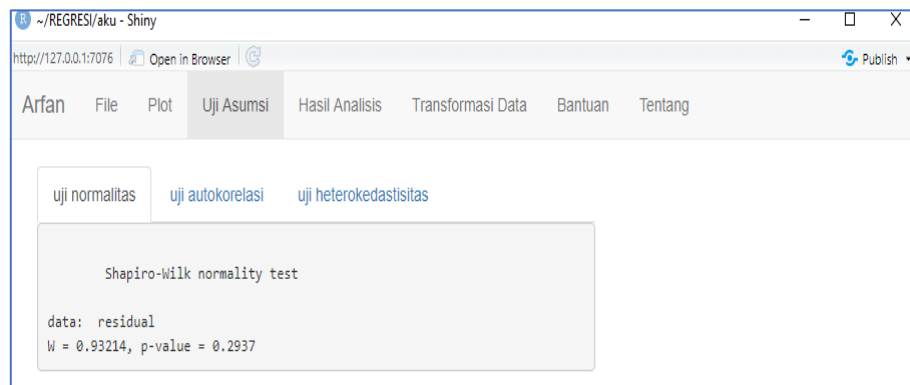 R ~/REGRESI/aku - Shiny
http://127.0.0.1:7076 Open in Browser Publish
Arfan File Plot Uji Asumsi Hasil Analisis Transformasi Data Bantuan Tentang
uji normalitas uji autokorelasi uji heterokedastisitas
Shapiro-Wilk normality test
data: residual
W = 0.93214, p-value = 0.2937